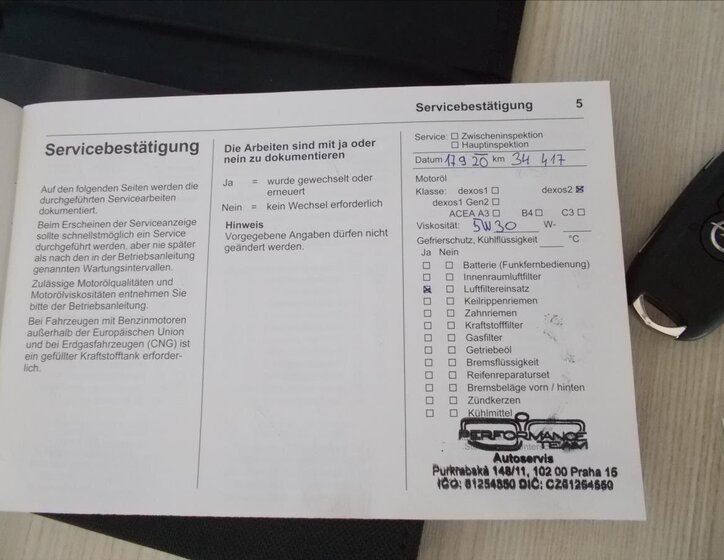 Servicebestätigung 5
Servicebestätigung
Auf den folgenden Seiten werden die
durchgeführten Servicearbeiten
dokumentiert.
Beim Erscheinen der Serviceanzeige
sollte schnellstmöglich ein Service
durchgeführt werden, aber nie später
als nach den in der Betriebsanleitung
genannten Wartungsintervallen.
Zulässige Motorölqualitäten und
Motorölviskositäten entnehmen Sie
bitte der Betriebsanleitung.
Bei Fahrzeugen mit Benzinmotoren
außerhalb der Europäischen Union
und bei Erdgasfahrzeugen (CNG) ist
ein gefüllter Kraftstofftank erforder-
lich.
Die Arbeiten sind mit ja oder
nein zu dokumentieren
Ja = wurde gewechselt oder
erneuert
Nein = kein Wechsel erforderlich
Hinweis
Vorgegebene Angaben dürfen nicht
geändert werden.
Service: ☐ Zwischeninspektion
☐ Hauptinspektion
Datum 17 9 20 km 34 417
Motoröl
Klasse: dexos1 ☐ dexos2 ☒
dexos1 Gen2 ☐
ACEA A3 ☐ B4 ☐ C3 ☐
Viskosität: 5W30 W-
Gefrierschutz, Kühlflüssigkeit °C
Ja Nein
☐ ☐ Batterie (Funkfernbedienung)
☐ ☐ Innenraumluftfilter
☒ ☐ Luftfiltereinsatz
☐ ☐ Keilrippenriemen
☐ ☐ Zahnriemen
☐ ☐ Kraftstofffilter
☐ ☐ Gasfilter
☐ ☐ Getriebeöl
☐ ☐ Bremsflüssigkeit
☐ ☐ Reifenreparaturset
☐ ☐ Bremsbeläge vorn / hinten
☐ ☐ Zündkerzen
☐ ☐ Kühlmittel
PERFORMANCE
TEAM
Autoservis
Purkrabská 148/11, 102 00 Praha 15